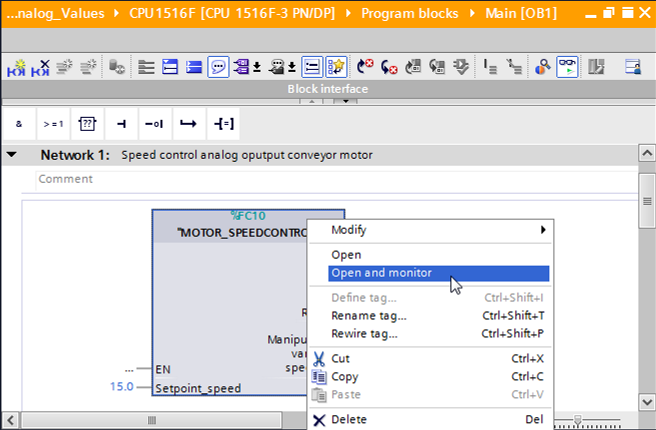 ...nalog_Values ▸ CPU1516F [CPU 1516F-3 PN/DP] ▸ Program blocks ▸ Main [OB1]
Block interface
& >=1 ?? -[=]
Network 1: Speed control analog oputput conveyor motor
Comment
%FC10
"MOTOR_SPEEDCONTRO
R
Manipu
va
spe
... EN
15.0 Setpoint_speed
Modify
Open
Open and monitor
Define tag... Ctrl+Shift+I
Rename tag... Ctrl+Shift+T
Rewire tag... Ctrl+Shift+P
Cut Ctrl+X
Copy Ctrl+C
Paste Ctrl+V
Delete Del